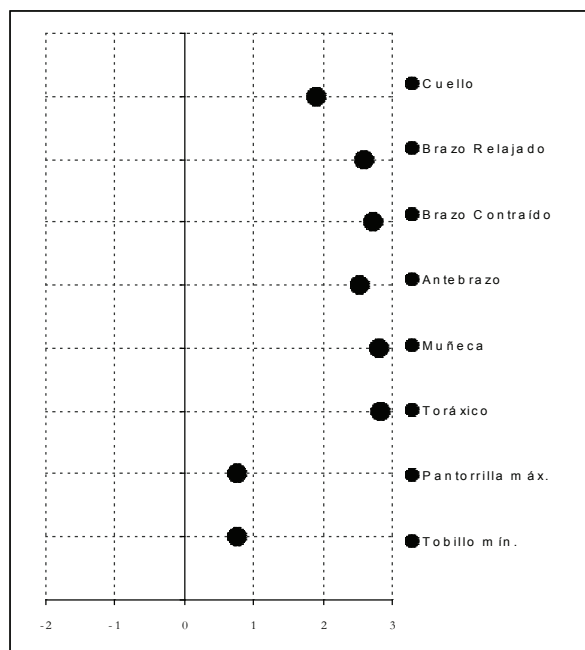 Cuello
Brazo Relajado
Brazo Contraído
Antebrazo
Muñeca
Toráxico
Pantorrilla máx.
Tobillo mín.
-2 -1 0 1 2 3